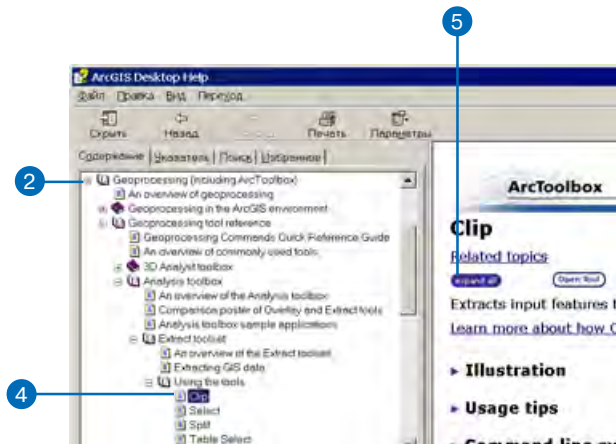 5
ArcGIS Desktop Help
Файл Правка Вид Переход
Скрыть Назад Печать Параметры
Содержание Указатель Поиск Избранное
2
Geoprocessing (including ArcToolbox)
An overview of geoprocessing
Geoprocessing in the ArcGIS environment
Geoprocessing tool reference
Geoprocessing Commands Quick Reference Guide
An overview of commonly used tools
3D Analyst toolbox
Analysis toolbox
An overview of the Analysis toolbox
Comparison poster of Overlay and Extract tools
Analysis toolbox sample applications
Extract toolset
An overview of the Extract toolset
Extracting GIS data
Using the tools
4
Clip
Select
Split
Table Select
ArcToolbox
Clip
Related topics
expand all Open Tool
Extracts input features t
Learn more about how C
Illustration
Usage tips
Command line sy